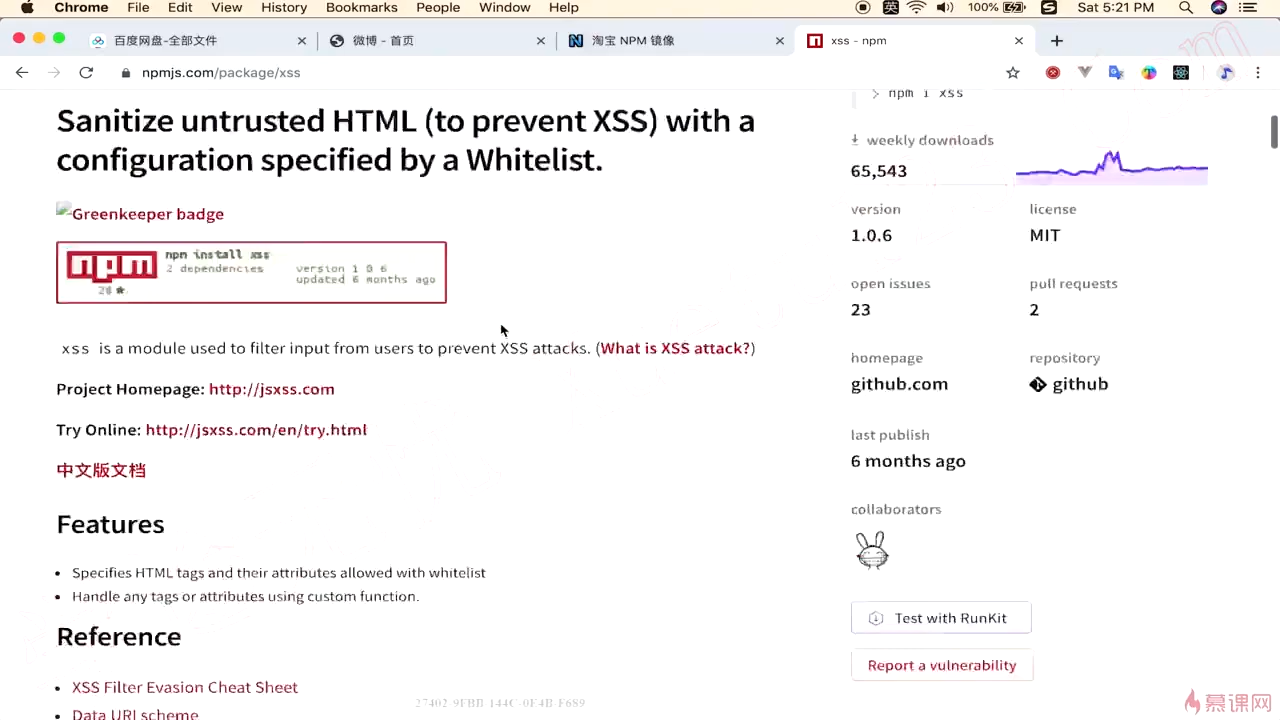 Chrome File Edit View History Bookmarks People Window Help 英 100% Sat 5:21 PM
百度网盘-全部文件 微博 - 首页 淘宝 NPM 镜像 xss - npm
npmjs.com/package/xss
Sanitize untrusted HTML (to prevent XSS) with a
configuration specified by a Whitelist.
Greenkeeper badge
npm
npm install xss
2 dependencies version 1 0 6
updated 6 months ago
xss is a module used to filter input from users to prevent XSS attacks. (What is XSS attack?)
Project Homepage: http://jsxss.com
Try Online: http://jsxss.com/en/try.html
中文版文档
Features
• Specifies HTML tags and their attributes allowed with whitelist
• Handle any tags or attributes using custom function.
Reference
• XSS Filter Evasion Cheat Sheet
• Data URI scheme
> npm i xss
weekly downloads
65,543
version license
1.0.6 MIT
open issues pull requests
23 2
homepage repository
github.com github
last publish
6 months ago
collaborators
Test with RunKit
Report a vulnerability
慕课网